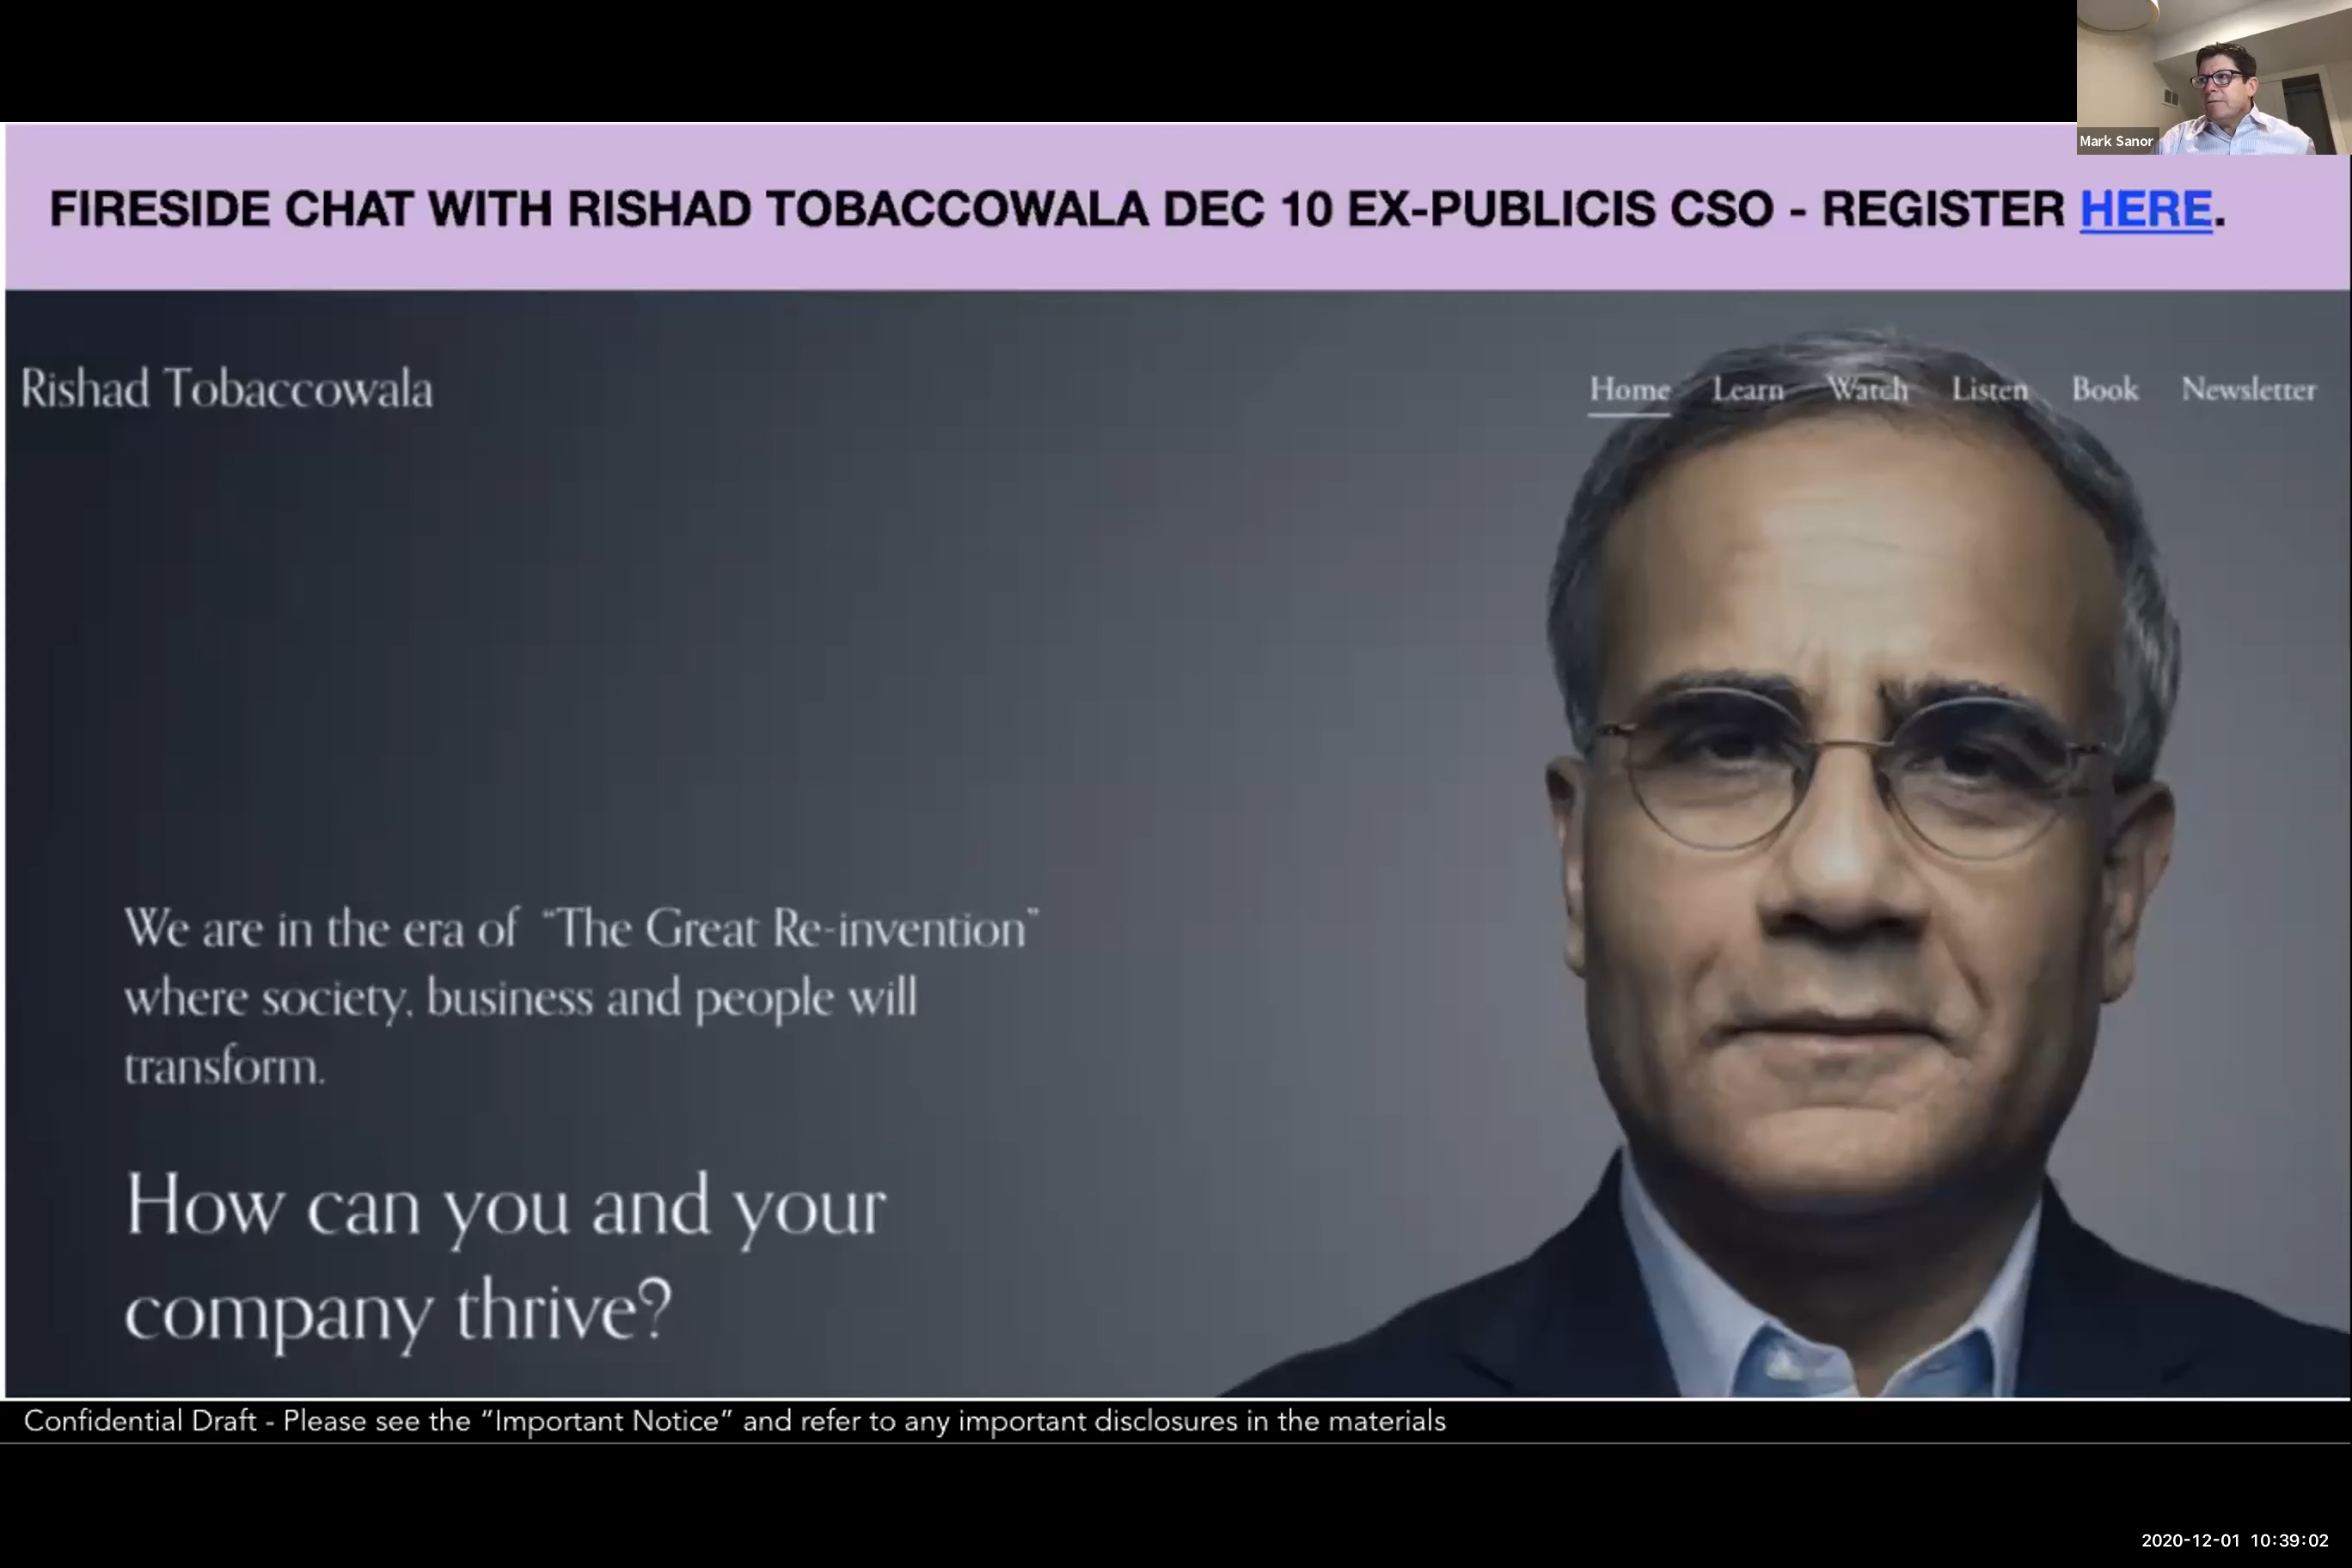 Mark Sanor
FIRESIDE CHAT WITH RISHAD TOBACCOWALA DEC 10 EX-PUBLICIS CSO - REGISTER HERE.
Rishad Tobaccowala
Home Learn Watch Listen Book Newsletter
We are in the era of “The Great Re-invention”
where society, business and people will
transform.
How can you and your
company thrive?
Confidential Draft - Please see the “Important Notice” and refer to any important disclosures in the materials
2020-12-01 10:39:02